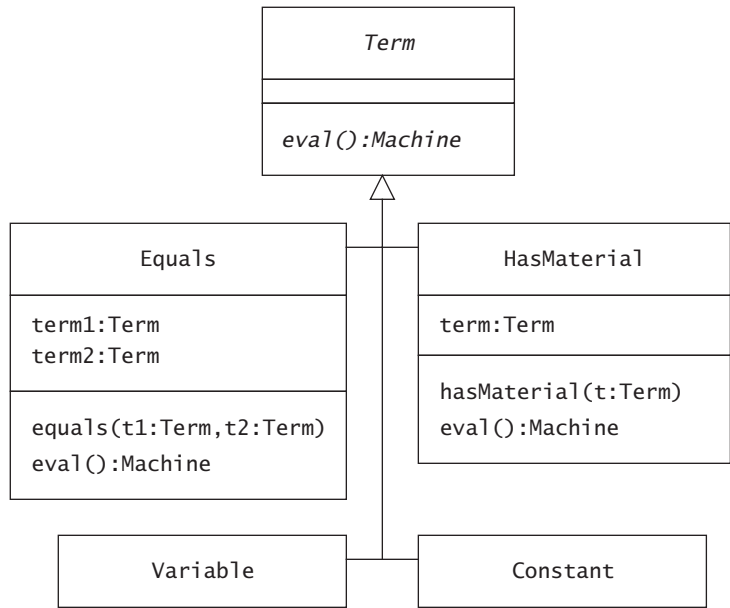 Term
eval():Machine
Equals
term1:Term
term2:Term
equals(t1:Term,t2:Term)
eval():Machine
HasMaterial
term:Term
hasMaterial(t:Term)
eval():Machine
Variable
Constant